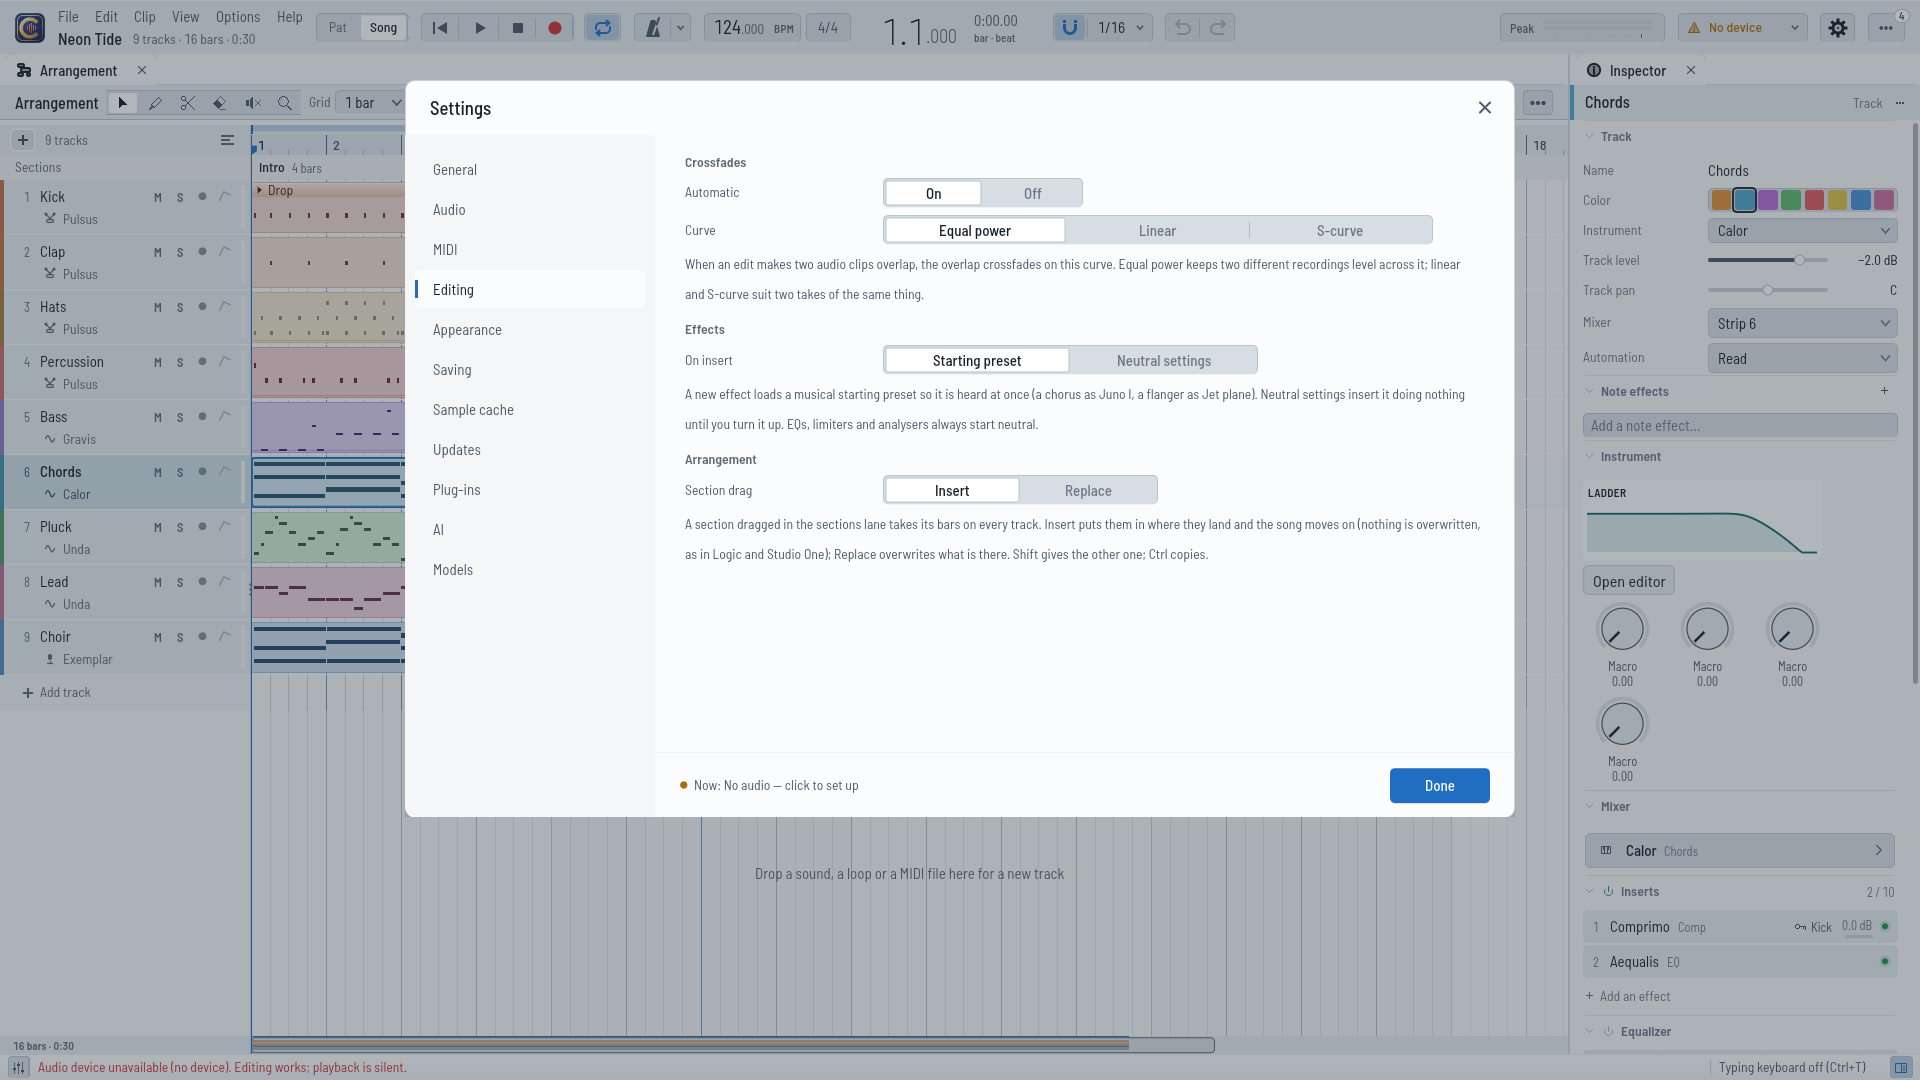 File Edit Clip View Options Help
Neon Tide 9 tracks · 16 bars · 0:30
Pat Song
124.000 BPM 4/4
1.1.000
0:00.00
bar · beat
1/16
Peak
No device
4
Arrangement
Inspector
Arrangement
Grid 1 bar
Chords Track
9 tracks
1 2 18
Sections
Intro 4 bars
Drop
1 Kick M S
Pulsus
2 Clap M S
Pulsus
3 Hats M S
Pulsus
4 Percussion M S
Pulsus
5 Bass M S
Gravis
6 Chords M S
Calor
7 Pluck M S
Unda
8 Lead M S
Unda
9 Choir M S
Exemplar
Add track
Settings
General
Audio
MIDI
Editing
Appearance
Saving
Sample cache
Updates
Plug-ins
AI
Models
Crossfades
Automatic On Off
Curve Equal power Linear S-curve
When an edit makes two audio clips overlap, the overlap crossfades on this curve. Equal power keeps two different recordings level across it; linear
and S-curve suit two takes of the same thing.
Effects
On insert Starting preset Neutral settings
A new effect loads a musical starting preset so it is heard at once (a chorus as Juno I, a flanger as Jet plane). Neutral settings insert it doing nothing
until you turn it up. EQs, limiters and analysers always start neutral.
Arrangement
Section drag Insert Replace
A section dragged in the sections lane takes its bars on every track. Insert puts them in where they land and the song moves on (nothing is overwritten,
as in Logic and Studio One); Replace overwrites what is there. Shift gives the other one; Ctrl copies.
Now: No audio — click to set up
Done
Drop a sound, a loop or a MIDI file here for a new track
Track
Name Chords
Color
Instrument Calor
Track level −2.0 dB
Track pan C
Mixer Strip 6
Automation Read
Note effects
Add a note effect...
Instrument
LADDER
Open editor
Macro Macro Macro
0.00 0.00 0.00
Macro
0.00
Mixer
Calor Chords
Inserts 2 / 10
1 Comprimo Comp Kick 0.0 dB
2 Aequalis EQ
Add an effect
Equalizer
16 bars · 0:30
Audio device unavailable (no device). Editing works; playback is silent.
Typing keyboard off (Ctrl+T)